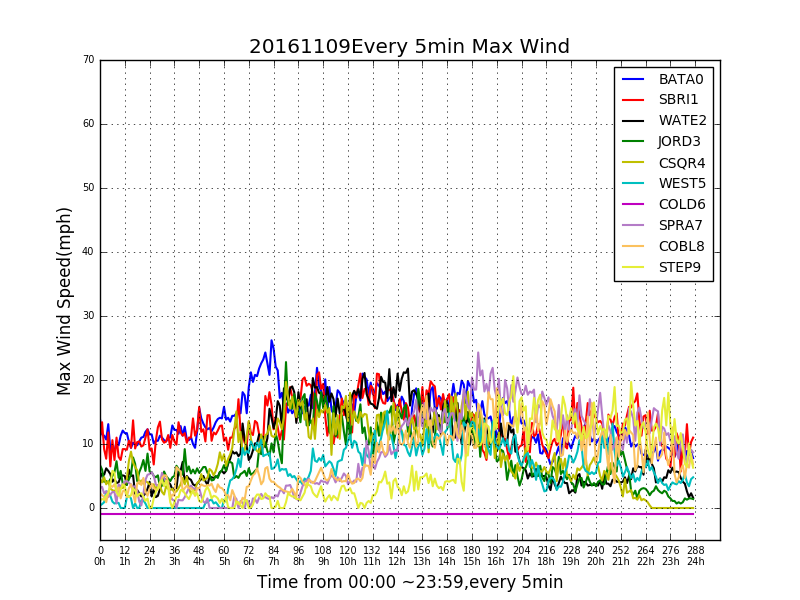 20161109Every 5min Max Wind
70
60
50
40
30
20
10
0
Max Wind Speed(mph)
BATA0
SBRI1
WATE2
JORD3
CSQR4
WEST5
COLD6
SPRA7
COBL8
STEP9
0 12 24 36 48 60 72 84 96 108 120 132 144 156 168 180 192 204 216 228 240 252 264 276 288
0h 1h 2h 3h 4h 5h 6h 7h 8h 9h 10h 11h 12h 13h 14h 15h 16h 17h 18h 19h 20h 21h 22h 23h 24h
Time from 00:00 ~23:59,every 5min